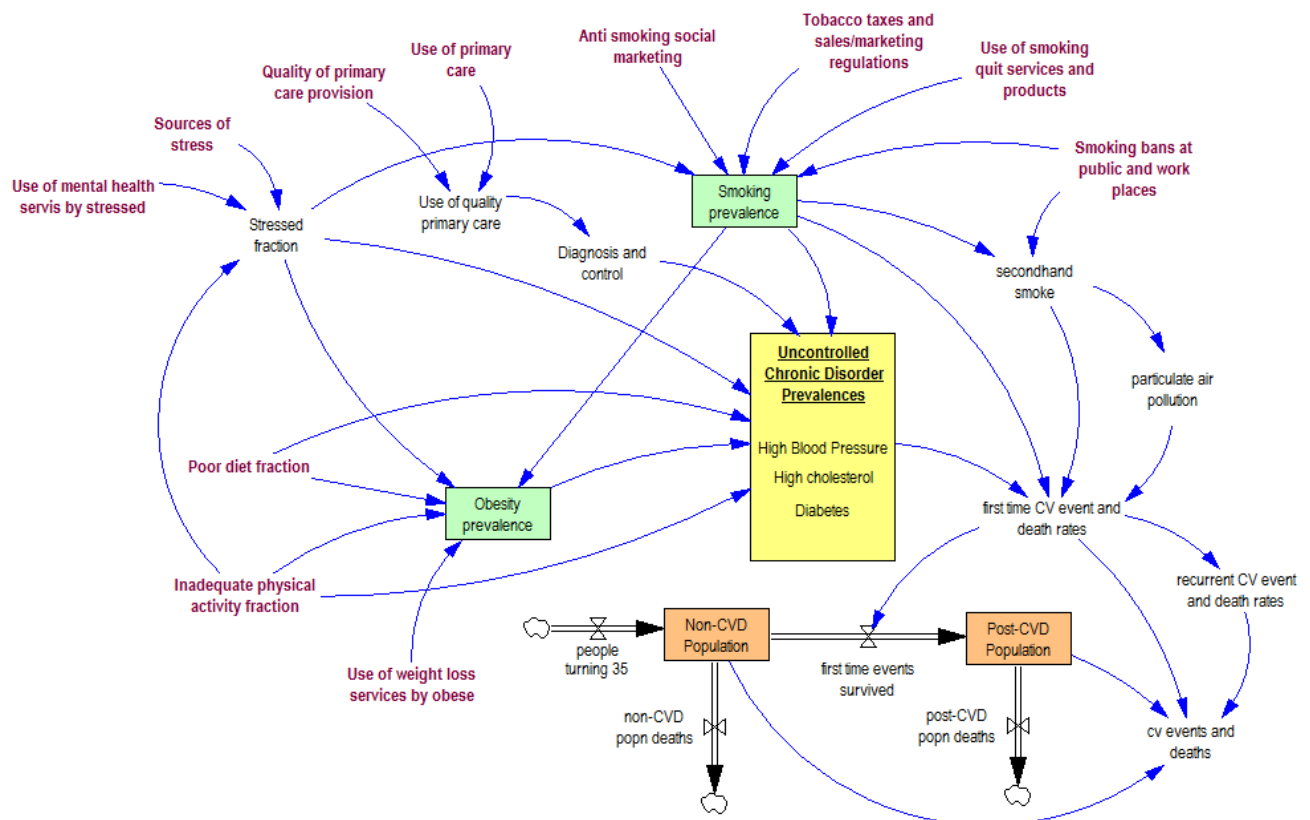 Anti smoking social
marketing
Tobacco taxes and
sales/marketing
regulations
Use of smoking
quit services and
products
Use of primary
care
Quality of primary
care provision
Sources of
stress
Use of mental health
servis by stressed
Smoking bans at
public and work
places
Stressed
fraction
Use of quality
primary care
Smoking
prevalence
Diagnosis and
control
secondhand
smoke
Uncontrolled
Chronic Disorder
Prevalences
High Blood Pressure
High cholesterol
Diabetes
particulate air
pollution
Poor diet fraction
Obesity
prevalence
first time CV event and
death rates
Inadequate physical
activity fraction
recurrent CV event
and death rates
Use of weight loss
services by obese
people
turning 35
Non-CVD
Population
first time events
survived
Post-CVD
Population
non-CVD
popn deaths
post-CVD
popn deaths
cv events and
deaths